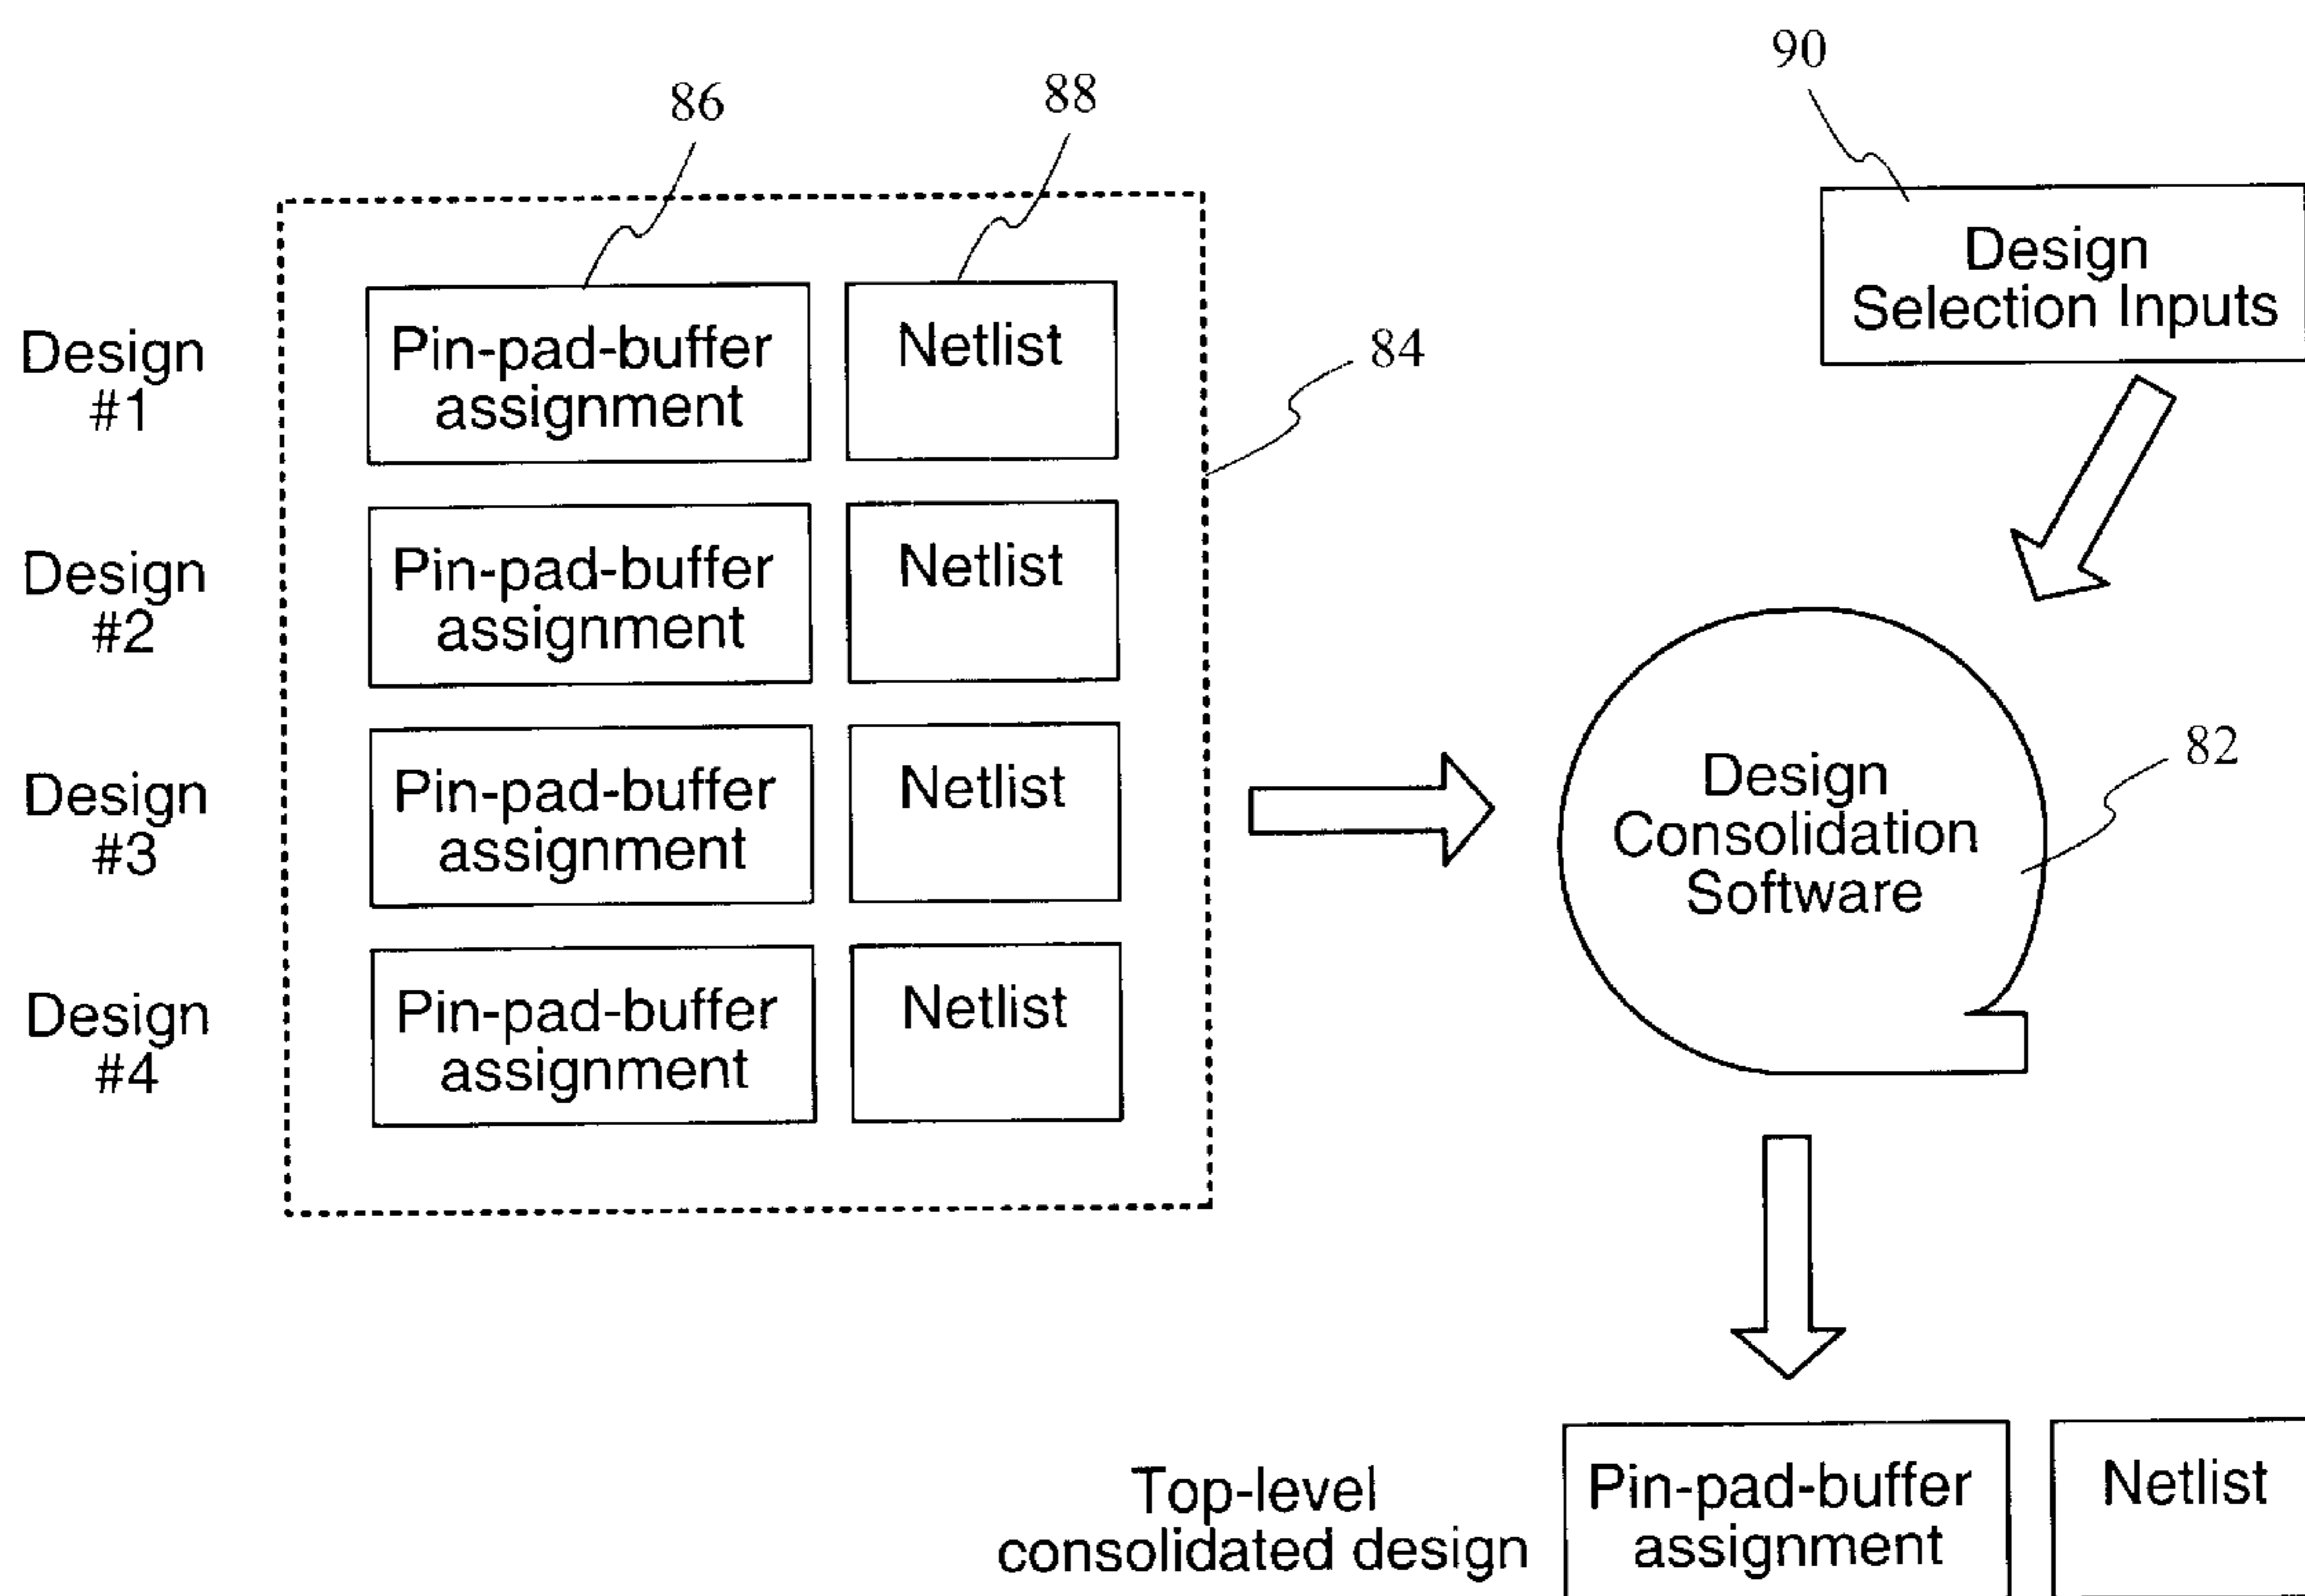 90
86
88
Design
Selection Inputs
84
Design
#1
Pin-pad-buffer
assignment
Netlist
Design
#2
Pin-pad-buffer
assignment
Netlist
Design
#3
Pin-pad-buffer
assignment
Netlist
Design
Consolidation
Software
82
Design
#4
Pin-pad-buffer
assignment
Netlist
Top-level
consolidated design
Pin-pad-buffer
assignment
Netlist